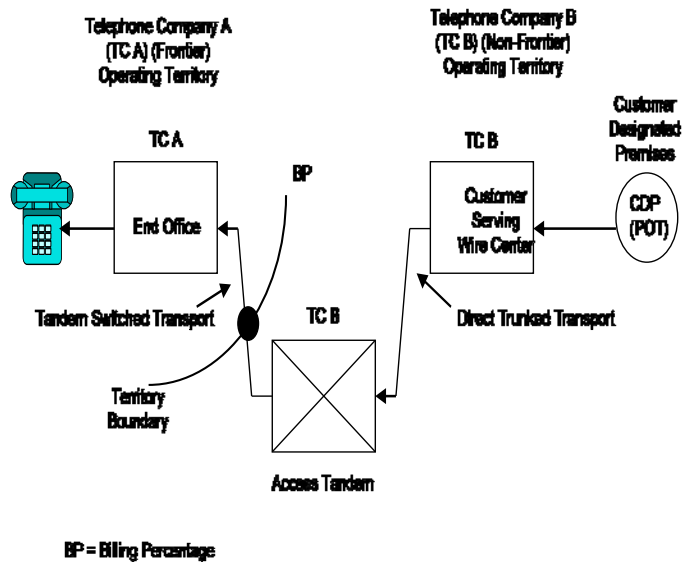 Telephone Company A
(TC A) (Frontier)
Operating Territory
Telephone Company B
(TC B) (Non-Frontier)
Operating Territory
Customer
Designated
Premises
TC A
TC B
BP
End Office
Customer
Serving
Wire Center
CDP
(POT)
Tandem Switched Transport
TC B
Direct Trunked Transport
Territory
Boundary
Access Tandem
BP = Billing Percentage